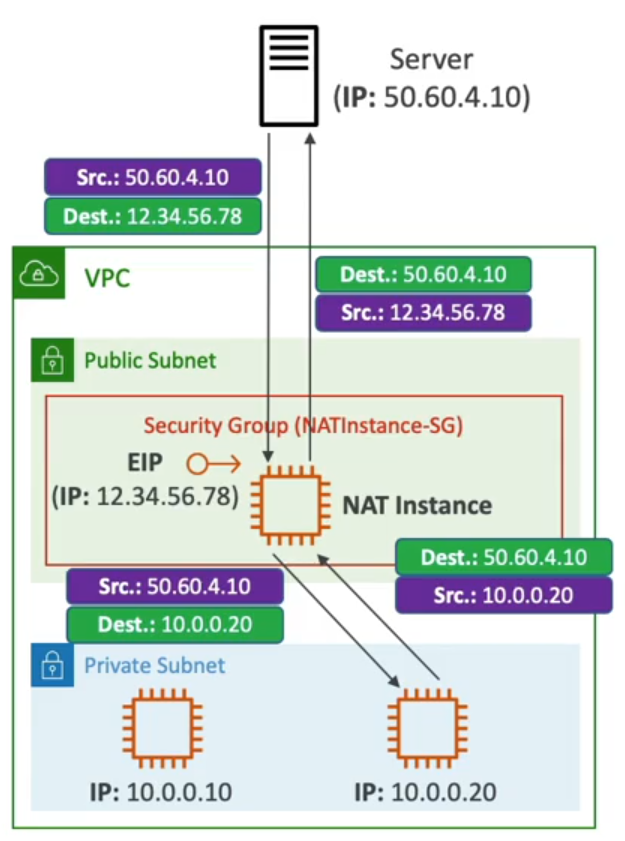 Server
(IP: 50.60.4.10)
Src.: 50.60.4.10
Dest.: 12.34.56.78
VPC
Dest.: 50.60.4.10
Src.: 12.34.56.78
Public Subnet
Security Group (NATInstance-SG)
EIP
(IP: 12.34.56.78)
NAT Instance
Dest.: 50.60.4.10
Src.: 10.0.0.20
Src.: 50.60.4.10
Dest.: 10.0.0.20
Private Subnet
IP: 10.0.0.10
IP: 10.0.0.20